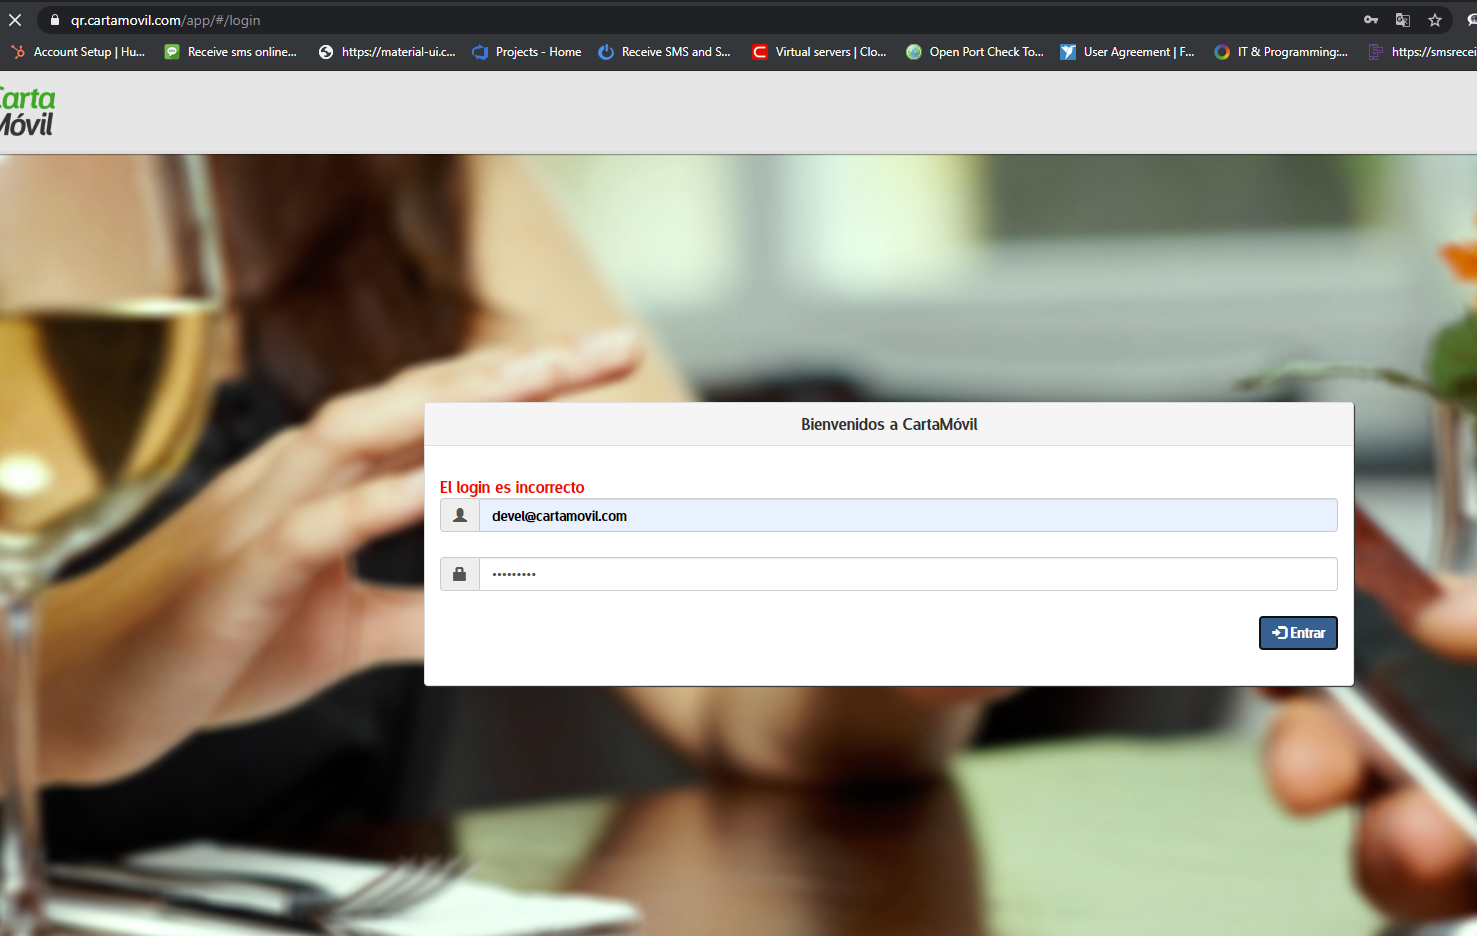 qr.cartamovil.com/app/#/login
Account Setup | Hu... Receive sms online... https://material-ui.c... Projects - Home Receive SMS and S... Virtual servers | Clo... Open Port Check To... User Agreement | F... IT & Programming:... https://smsrecei
Carta
Móvil
Bienvenidos a CartaMóvil
El login es incorrecto
devel@cartamovil.com
•••••••••
Entrar